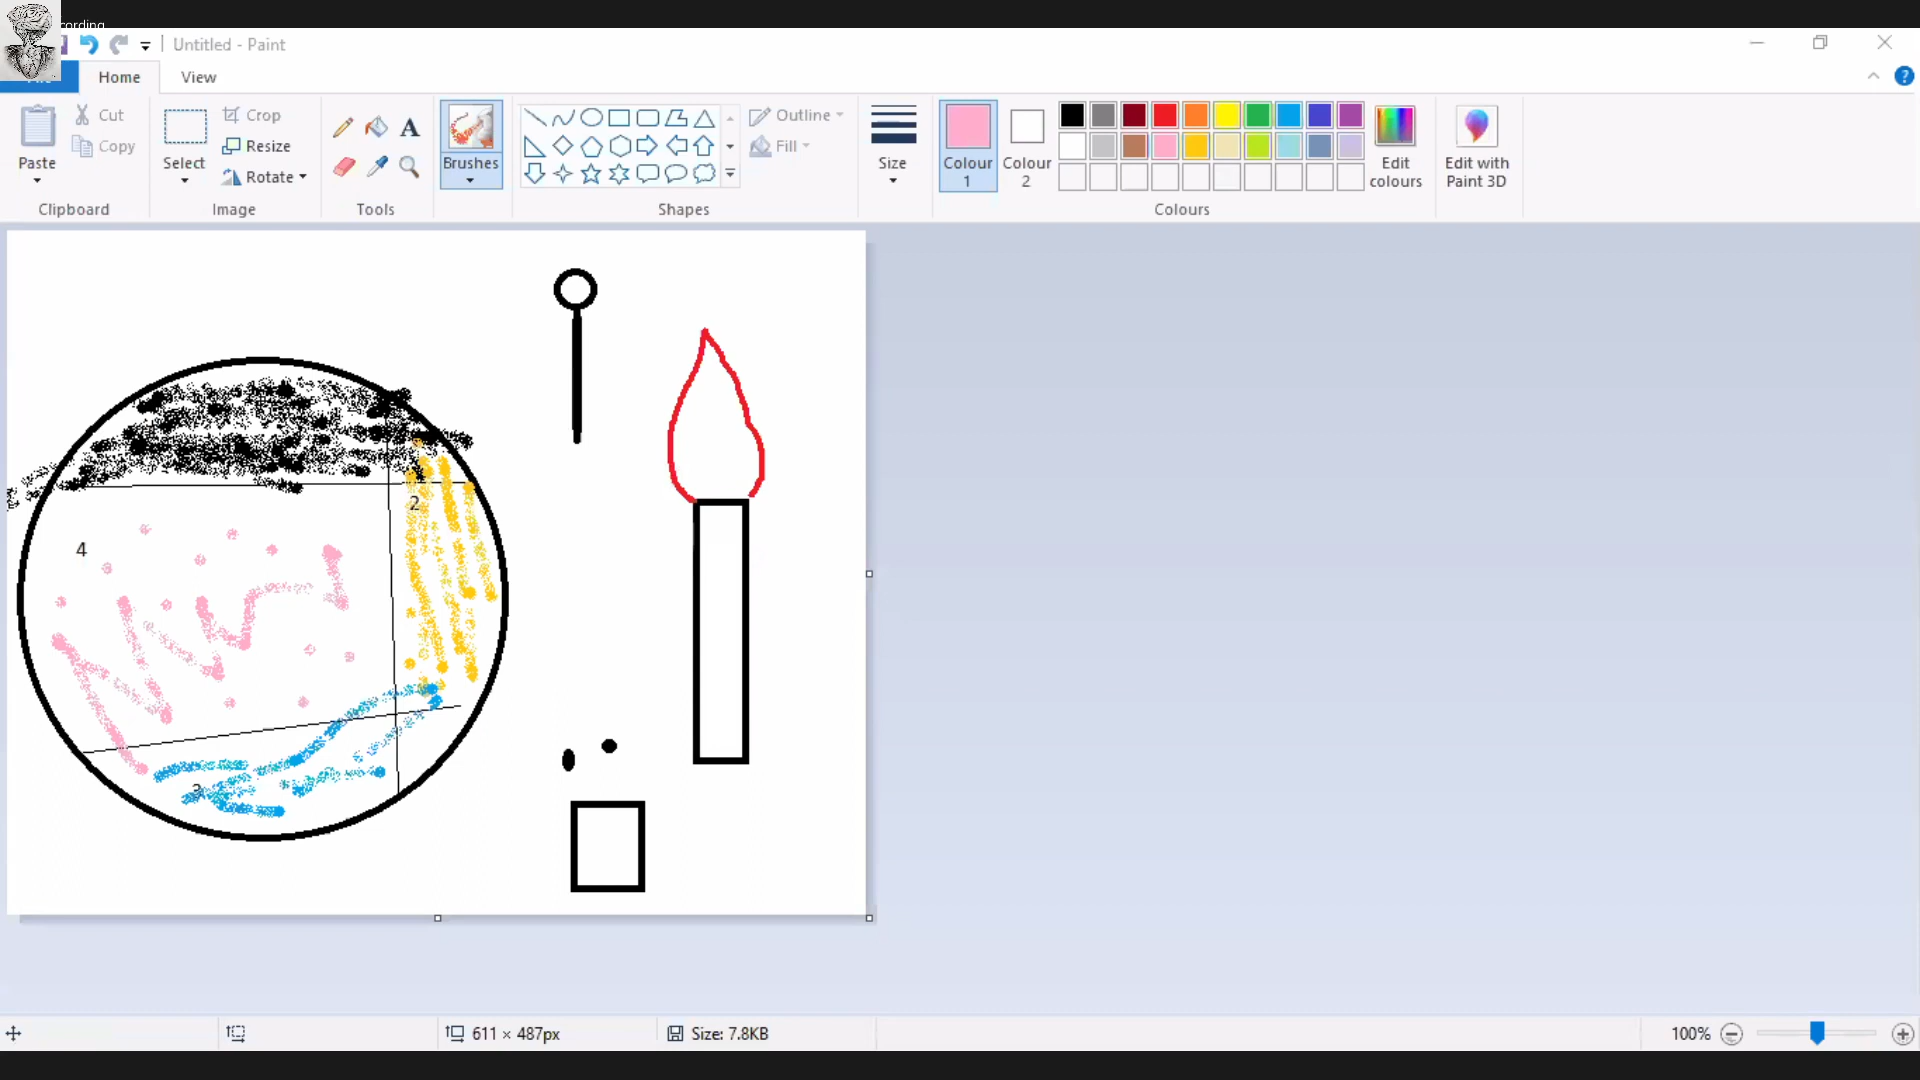 cording
Untitled - Paint
Home
View
Cut
Copy
Paste
Clipboard
Crop
Resize
Rotate
Select
Image
Tools
Brushes
Shapes
Outline
Fill
Size
Colour
1
Colour
2
Edit
colours
Colours
Edit with
Paint 3D
2
4
3
611 × 487px
Size: 7.8KB
100%